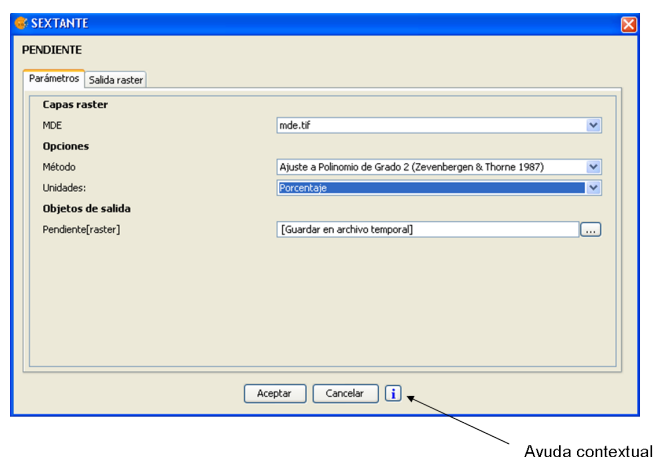 SEXTANTE
PENDIENTE
Parámetros Salida raster
Capas raster
MDE mde.tif
Opciones
Método Ajuste a Polinomio de Grado 2 (Zevenbergen & Thorne 1987)
Unidades: Porcentaje
Objetos de salida
Pendiente[raster] [Guardar en archivo temporal] ...
Aceptar Cancelar i
Ayuda contextual